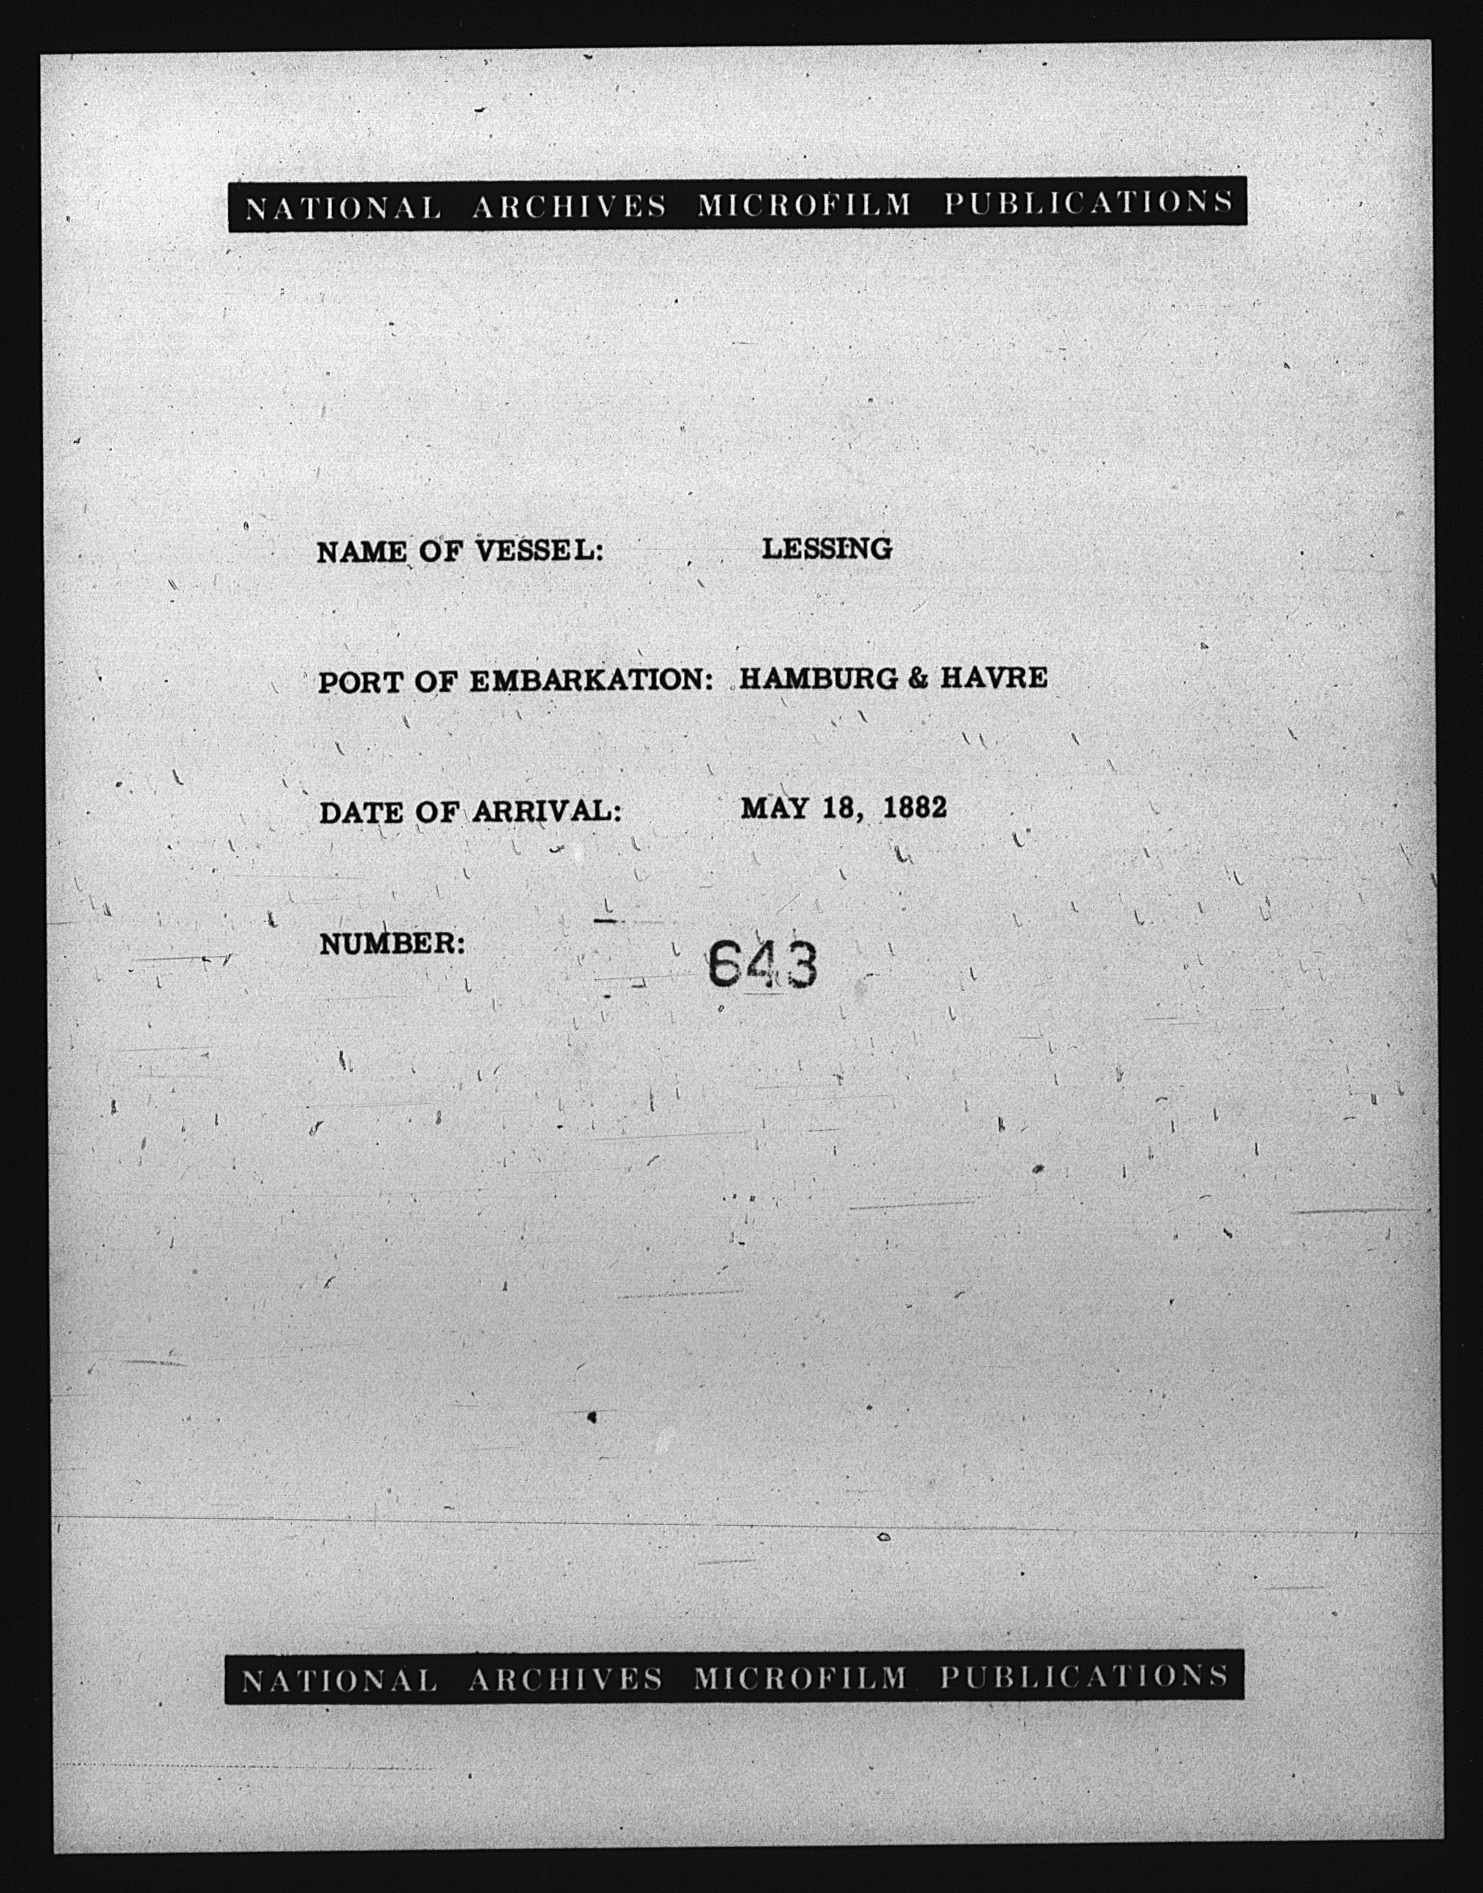 NATIONAL ARCHIVES MICROFILM PUBLICATIONS
NAME OF VESSEL: LESSING
PORT OF EMBARKATION: HAMBURG & HAVRE
DATE OF ARRIVAL: MAY 18, 1882
NUMBER: 643
NATIONAL ARCHIVES MICROFILM PUBLICATIONS